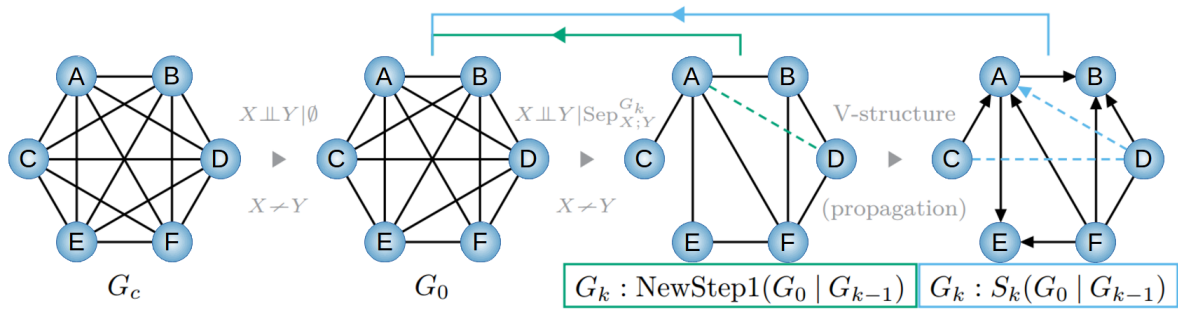 A B A B A B A B
X⫫Y|∅ X⫫Y|Sep^{G_k}_{X;Y} V-structure
C D C D C D C D
X≁Y X≁Y (propagation)
E F E F E F E F
G_c G_0 G_k : NewStep1(G_0 | G_{k−1}) G_k : S_k(G_0 | G_{k−1})